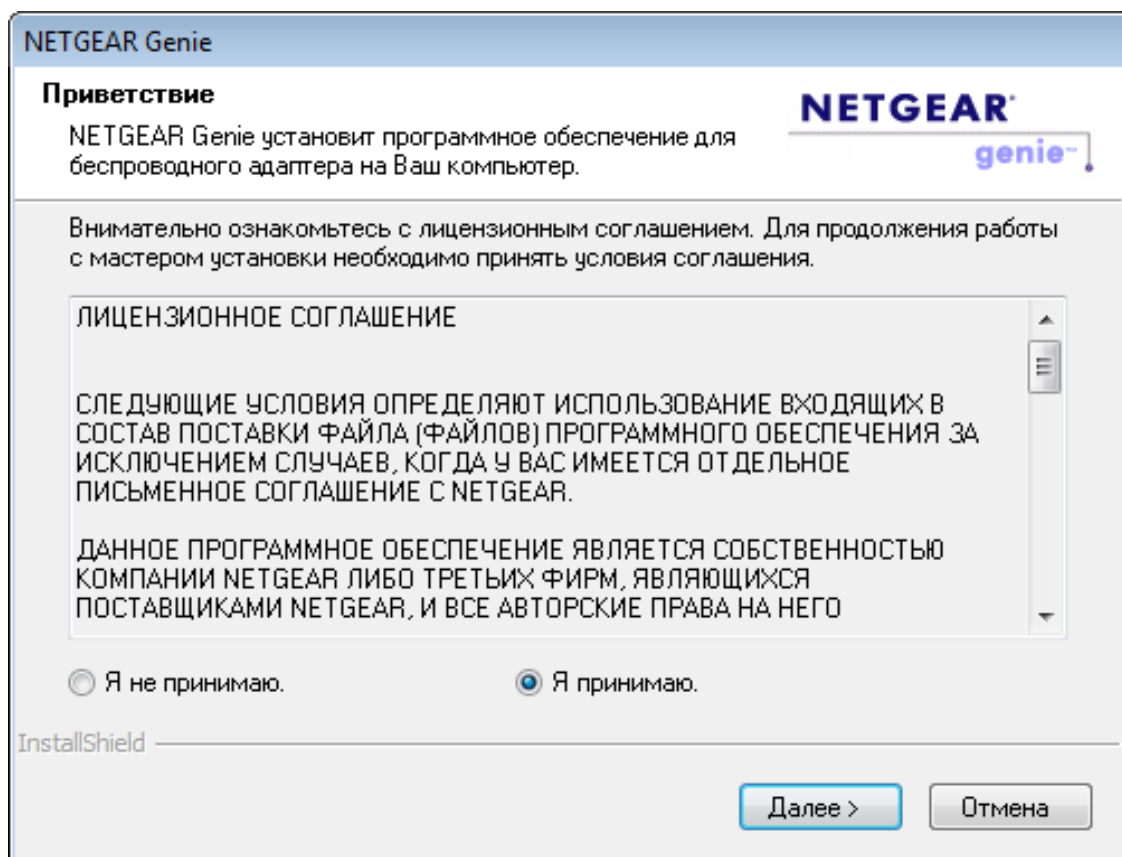 NETGEAR Genie
Приветствие
NETGEAR Genie установит программное обеспечение для
беспроводного адаптера на Ваш компьютер.
NETGEAR®
genie™
Внимательно ознакомьтесь с лицензионным соглашением. Для продолжения работы
с мастером установки необходимо принять условия соглашения.
ЛИЦЕНЗИОННОЕ СОГЛАШЕНИЕ
СЛЕДУЮЩИЕ УСЛОВИЯ ОПРЕДЕЛЯЮТ ИСПОЛЬЗОВАНИЕ ВХОДЯЩИХ В
СОСТАВ ПОСТАВКИ ФАЙЛА (ФАЙЛОВ) ПРОГРАММНОГО ОБЕСПЕЧЕНИЯ ЗА
ИСКЛЮЧЕНИЕМ СЛУЧАЕВ, КОГДА У ВАС ИМЕЕТСЯ ОТДЕЛЬНОЕ
ПИСЬМЕННОЕ СОГЛАШЕНИЕ С NETGEAR.
ДАННОЕ ПРОГРАММНОЕ ОБЕСПЕЧЕНИЕ ЯВЛЯЕТСЯ СОБСТВЕННОСТЬЮ
КОМПАНИИ NETGEAR ЛИБО ТРЕТЬИХ ФИРМ, ЯВЛЯЮЩИХСЯ
ПОСТАВЩИКАМИ NETGEAR, И ВСЕ АВТОРСКИЕ ПРАВА НА НЕГО
Я не принимаю.
Я принимаю.
InstallShield
Далее >
Отмена